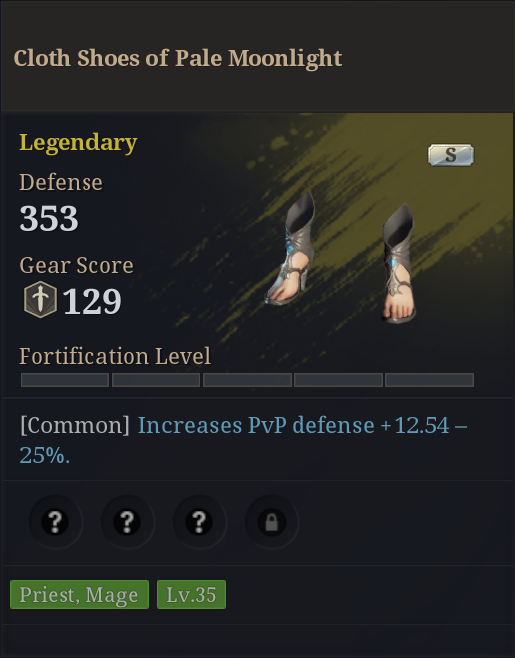 Cloth Shoes of Pale Moonlight
Legendary
S
Defense
353
Gear Score
129
Fortification Level
[Common] Increases PvP defense +12.54 –
25%.
? ? ?
Priest, Mage Lv.35